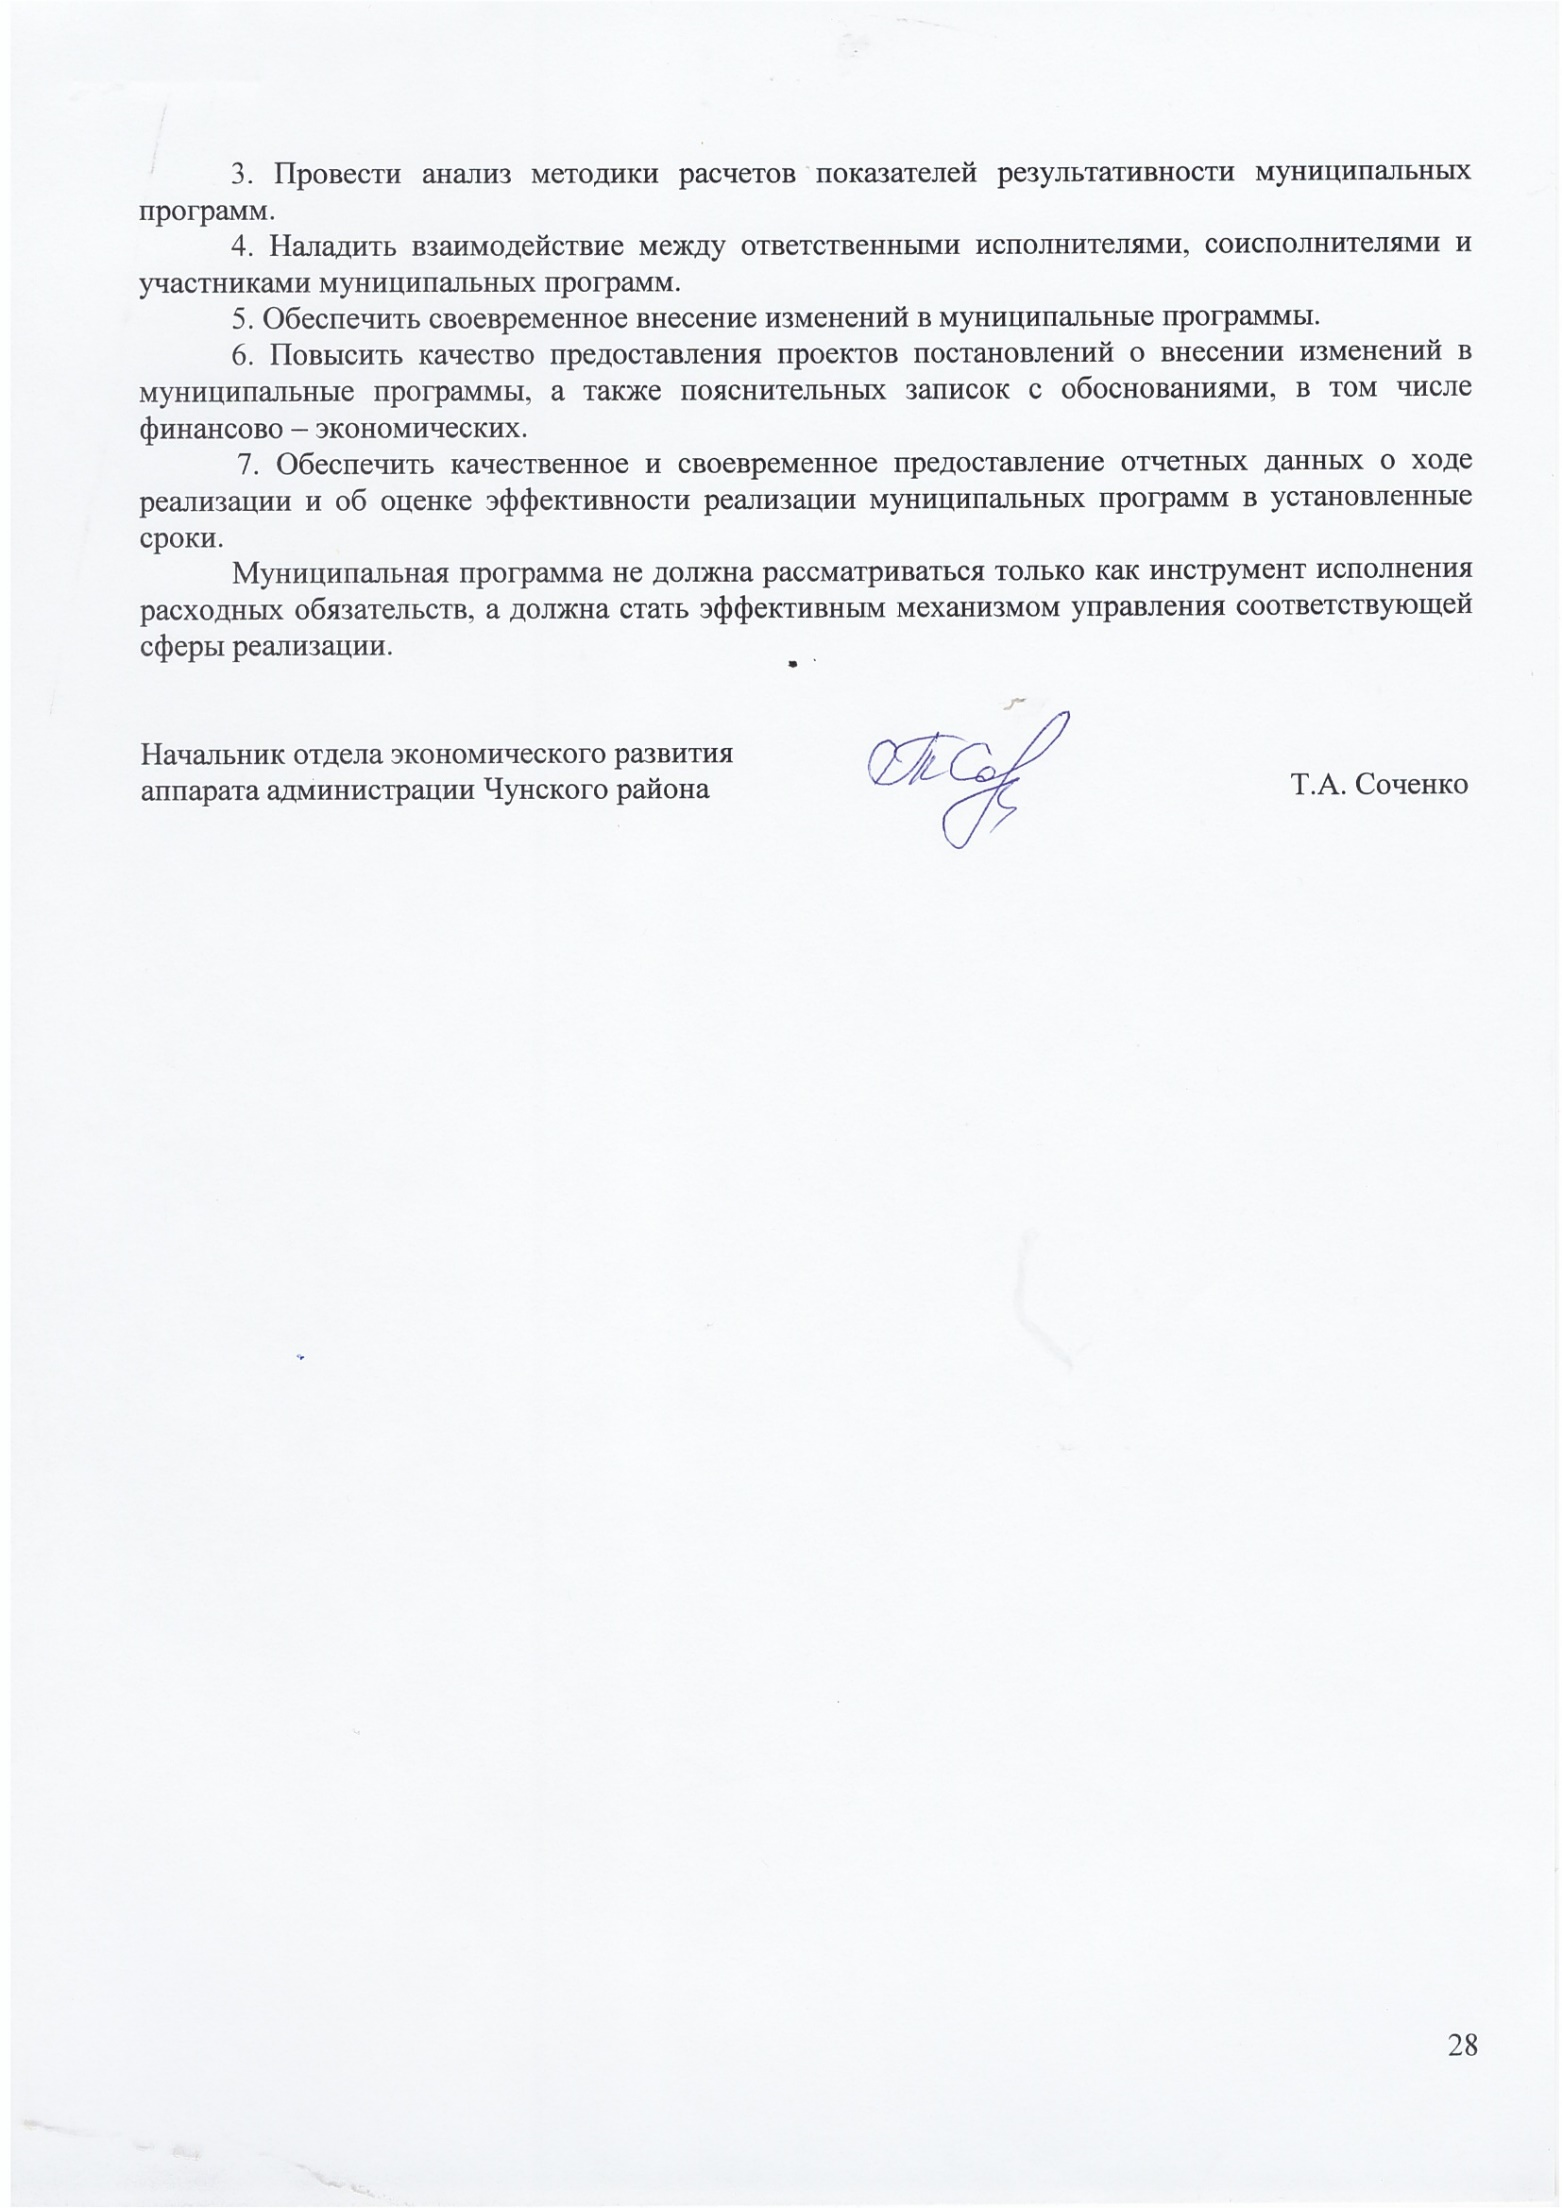 3. Провести анализ методики расчетов показателей результативности муниципальных
программ.
4. Наладить взаимодействие между ответственными исполнителями, соисполнителями и
участниками муниципальных программ.
5. Обеспечить своевременное внесение изменений в муниципальные программы.
6. Повысить качество предоставления проектов постановлений о внесении изменений в
муниципальные программы, а также пояснительных записок с обоснованиями, в том числе
финансово – экономических.
7. Обеспечить качественное и своевременное предоставление отчетных данных о ходе
реализации и об оценке эффективности реализации муниципальных программ в установленные
сроки.
Муниципальная программа не должна рассматриваться только как инструмент исполнения
расходных обязательств, а должна стать эффективным механизмом управления соответствующей
сферы реализации.
Начальник отдела экономического развития
аппарата администрации Чунского района
Т.А. Соченко
28